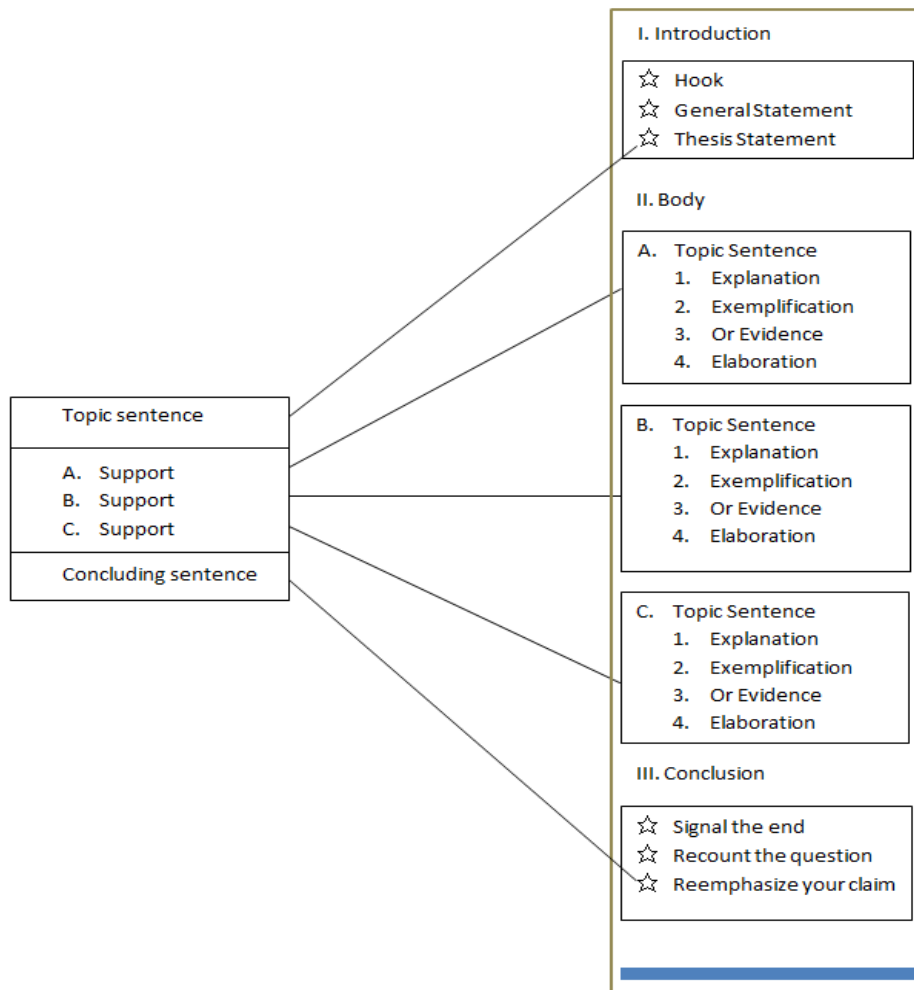 Topic sentence
A. Support
B. Support
C. Support
Concluding sentence
I. Introduction
Hook
General Statement
Thesis Statement
II. Body
A. Topic Sentence
1. Explanation
2. Exemplification
3. Or Evidence
4. Elaboration
B. Topic Sentence
1. Explanation
2. Exemplification
3. Or Evidence
4. Elaboration
C. Topic Sentence
1. Explanation
2. Exemplification
3. Or Evidence
4. Elaboration
III. Conclusion
Signal the end
Recount the question
Reemphasize your claim